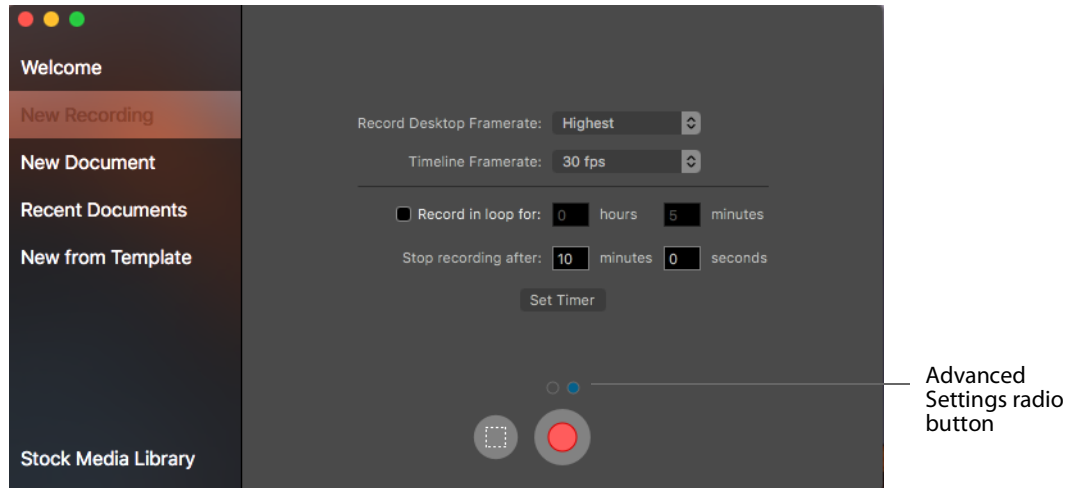 Welcome
New Recording
New Document
Recent Documents
New from Template
Stock Media Library
Record Desktop Framerate: Highest
Timeline Framerate: 30 fps
Record in loop for: 0 hours 5 minutes
Stop recording after: 10 minutes 0 seconds
Set Timer
Advanced
Settings radio
button